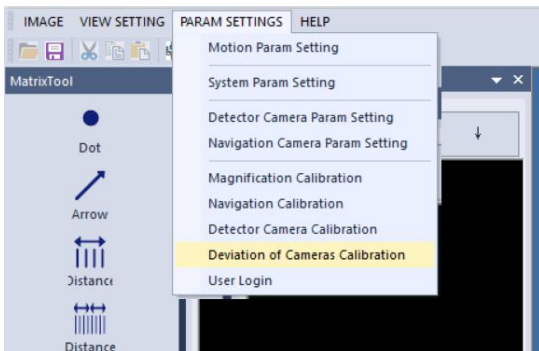 IMAGE VIEW SETTING PARAM SETTINGS HELP
Motion Param Setting
MatrixTool
System Param Setting
Detector Camera Param Setting
Dot
Navigation Camera Param Setting
Magnification Calibration
Arrow
Navigation Calibration
Detector Camera Calibration
Deviation of Cameras Calibration
Distance
User Login
Distance